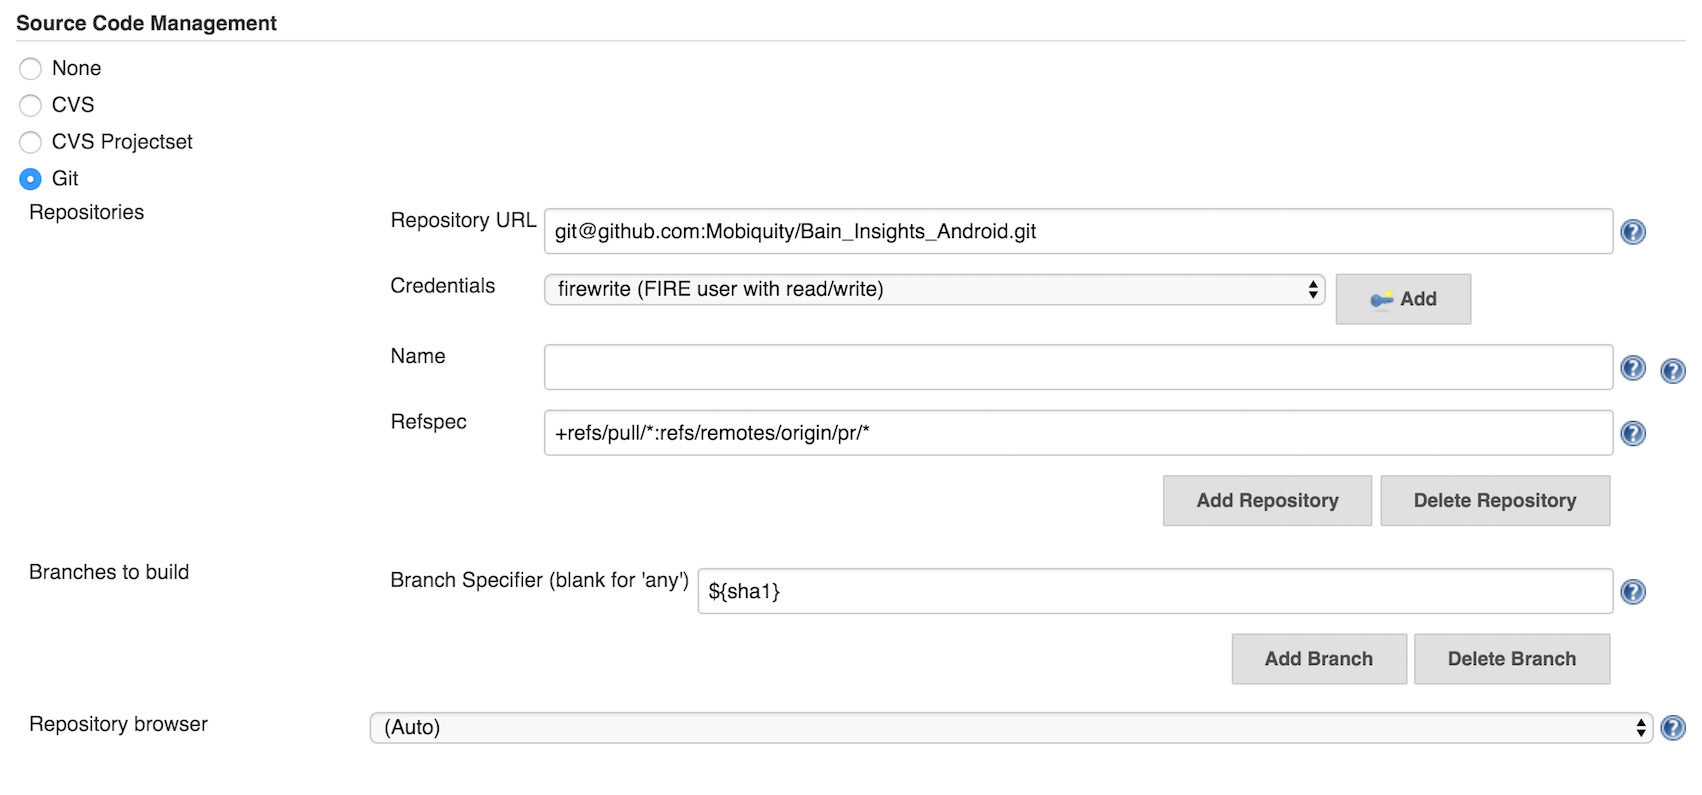 Source Code Management
None
CVS
CVS Projectset
Git
Repositories
Repository URL git@github.com:Mobiquity/Bain_Insights_Android.git
Credentials firewrite (FIRE user with read/write) Add
Name
Refspec +refs/pull/*:refs/remotes/origin/pr/*
Add Repository Delete Repository
Branches to build Branch Specifier (blank for 'any') ${sha1}
Add Branch Delete Branch
Repository browser (Auto)